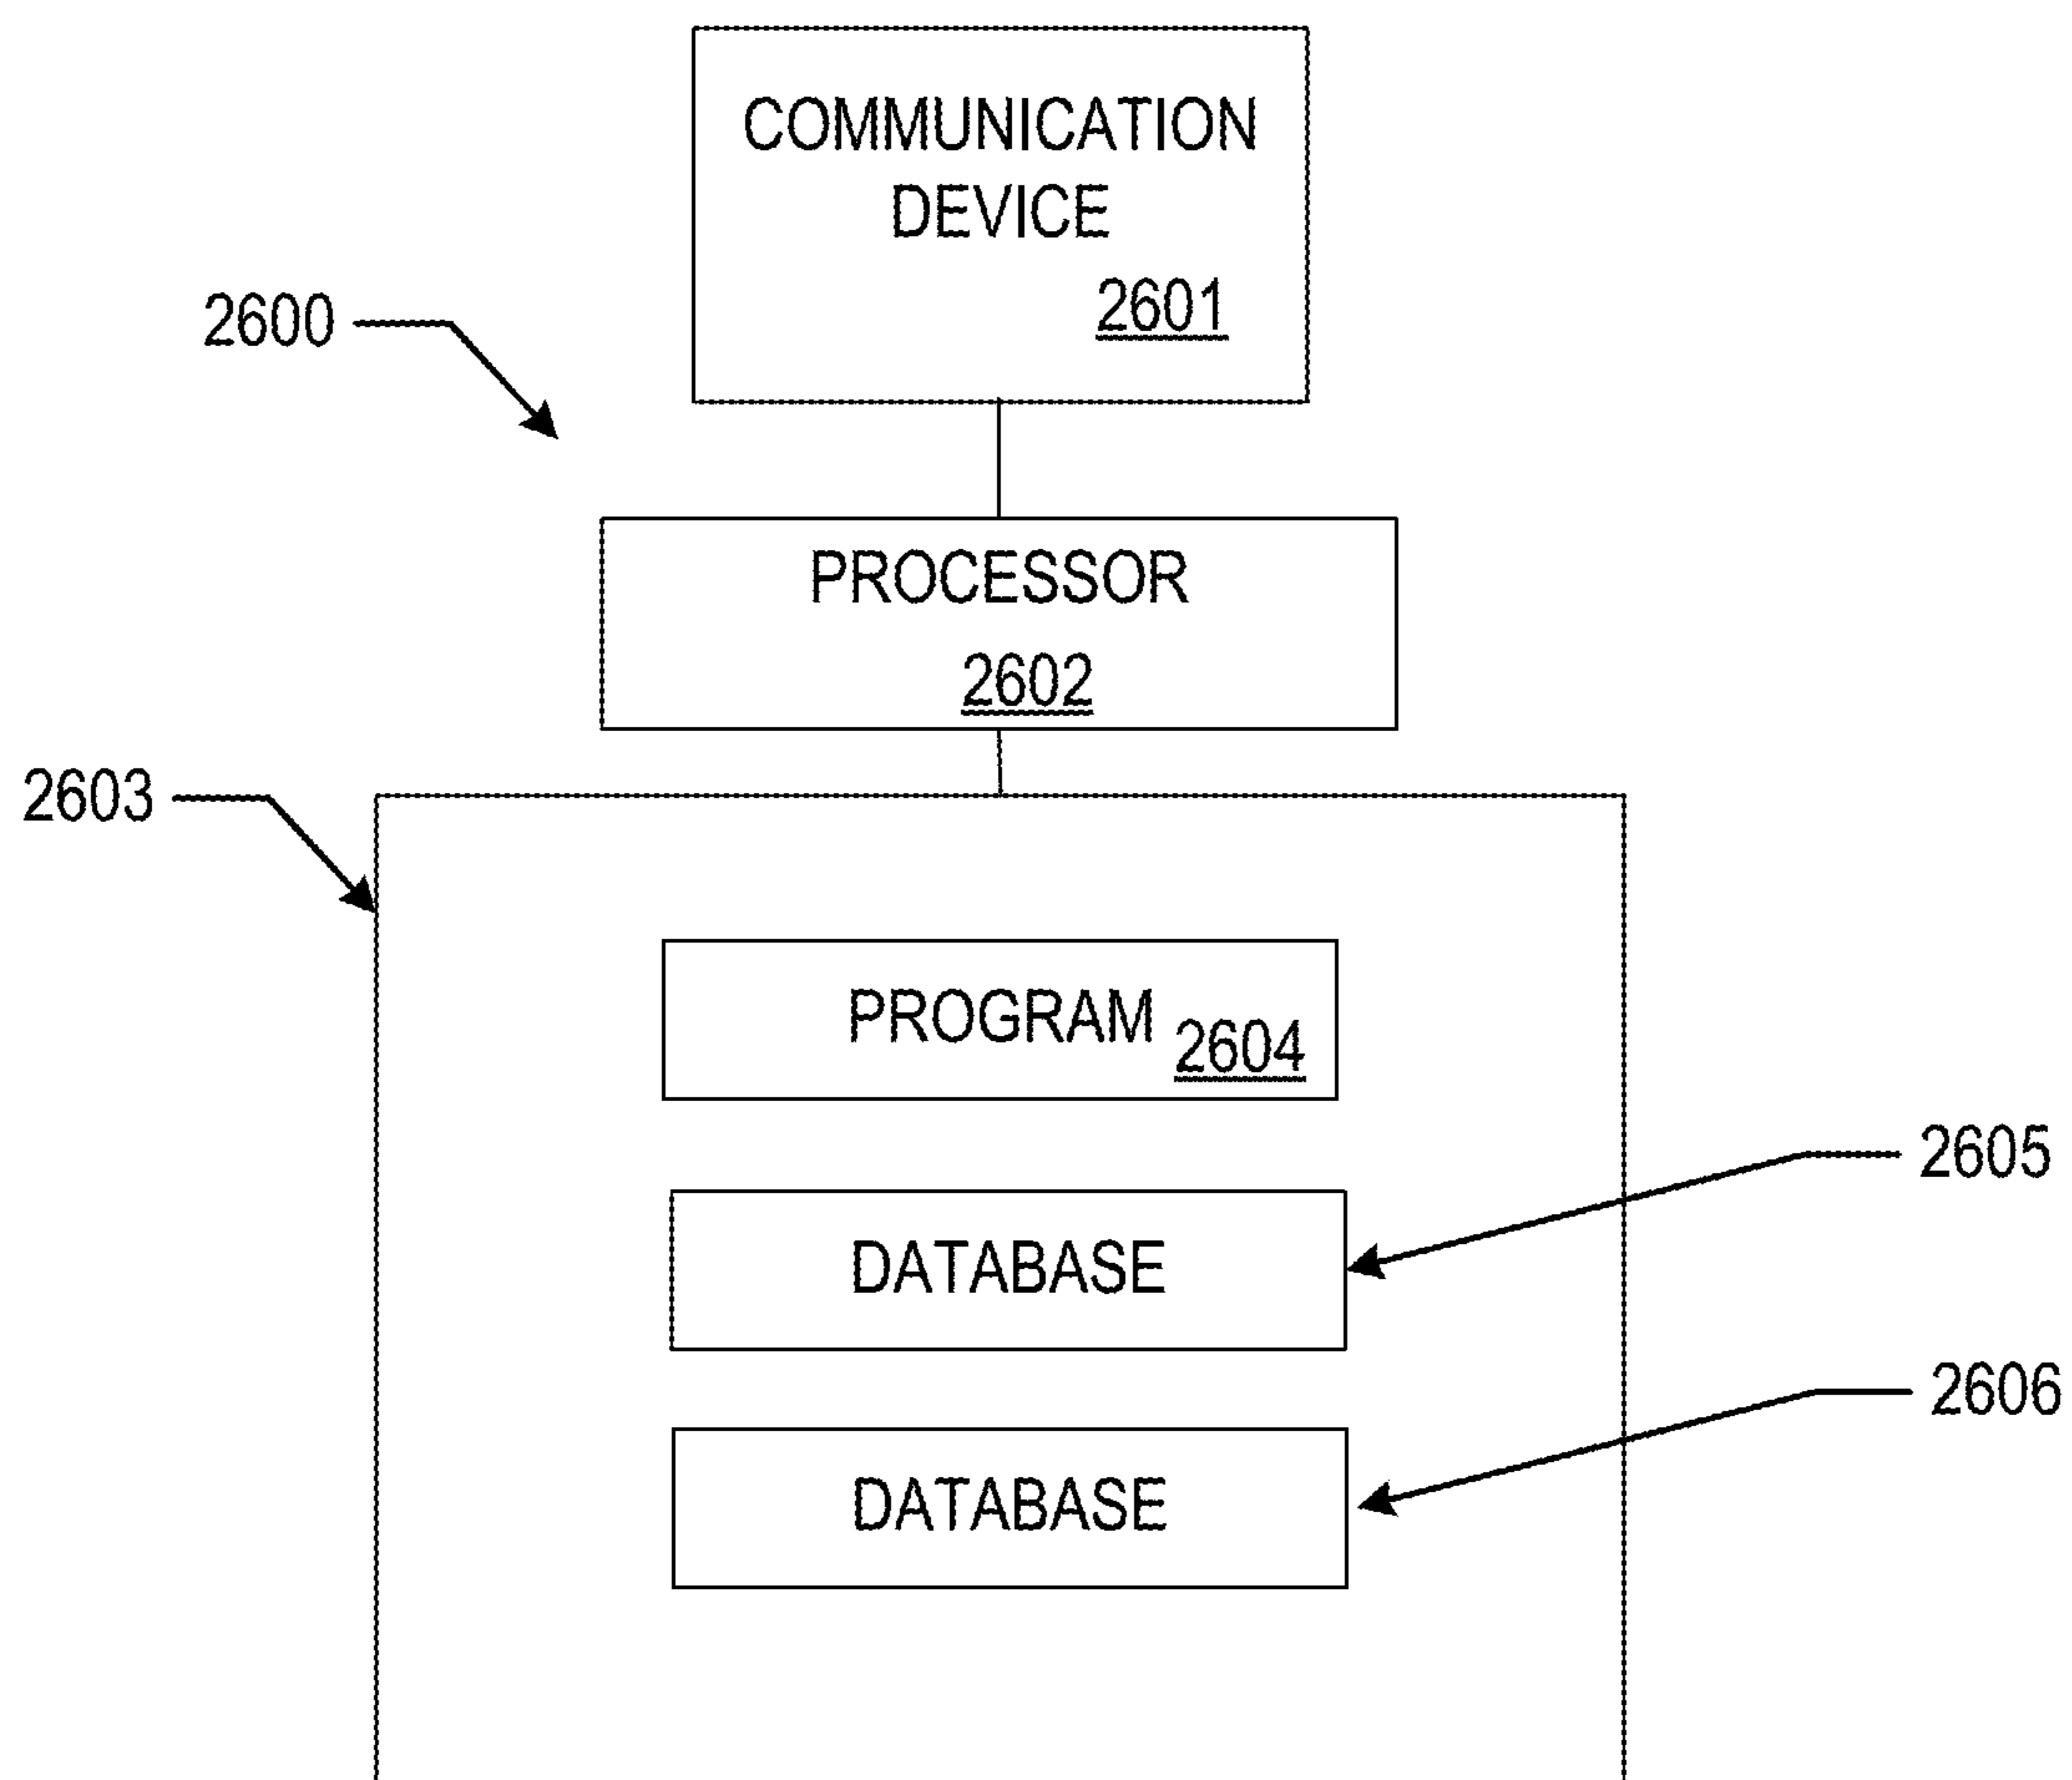 COMMUNICATION
DEVICE
2601
2600
PROCESSOR
2602
2603
PROGRAM 2604
2605
DATABASE
2606
DATABASE